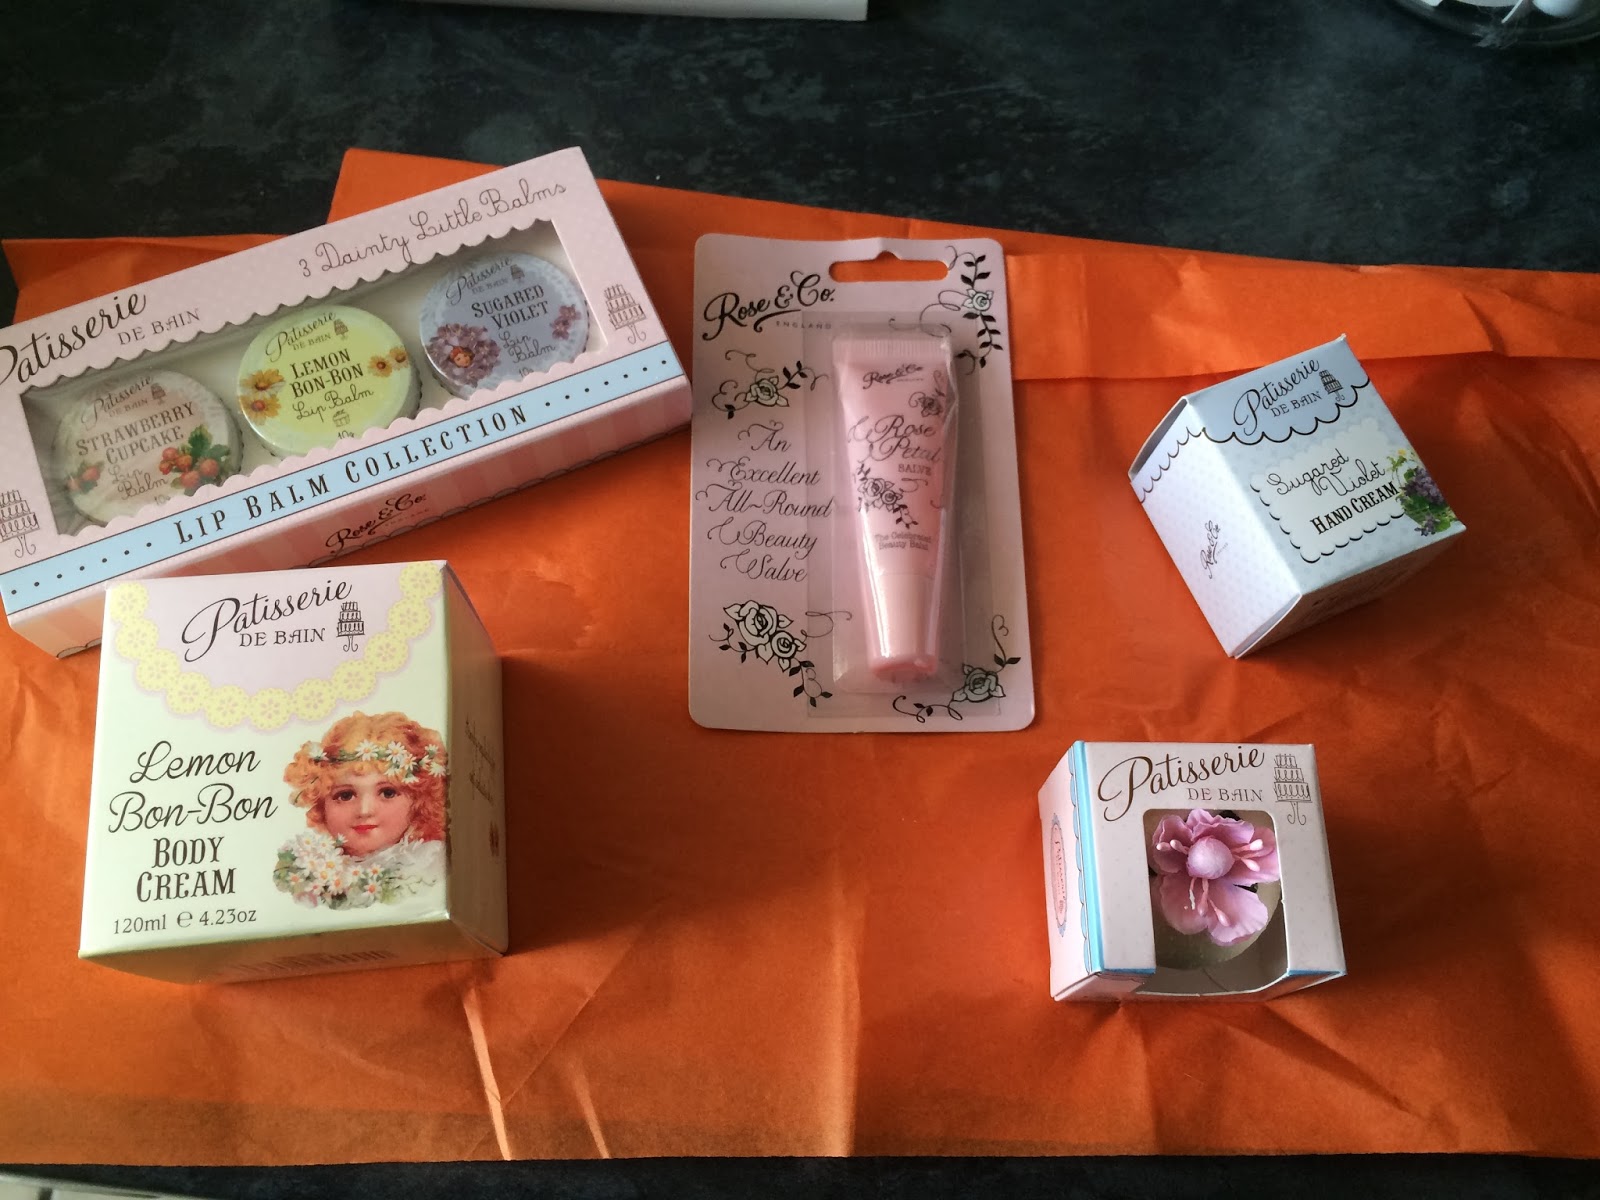 3 Dainty Little Balms
Patisserie
DE BAIN
Patisserie
DE BAIN
STRAWBERRY
CUPCAKE
Lip
Balm
10g
Patisserie
DE BAIN
LEMON
BON-BON
Lip Balm
10g
Patisserie
DE BAIN
SUGARED
VIOLET
Lip
Balm
10g
LIP BALM COLLECTION
Rose & Co.
Patisserie
DE BAIN
Lemon
Bon-Bon
BODY
CREAM
120ml e 4.23oz
Rose & Co.
ENGLAND
An
Excellent
All-Round
Beauty
Salve
Rose & Co.
Rose
Petal
SALVE
The Celebrated
Beauty Balm
Patisserie
DE BAIN
Sugared
Violet
HAND CREAM
Rose & Co.
Patisserie
DE BAIN